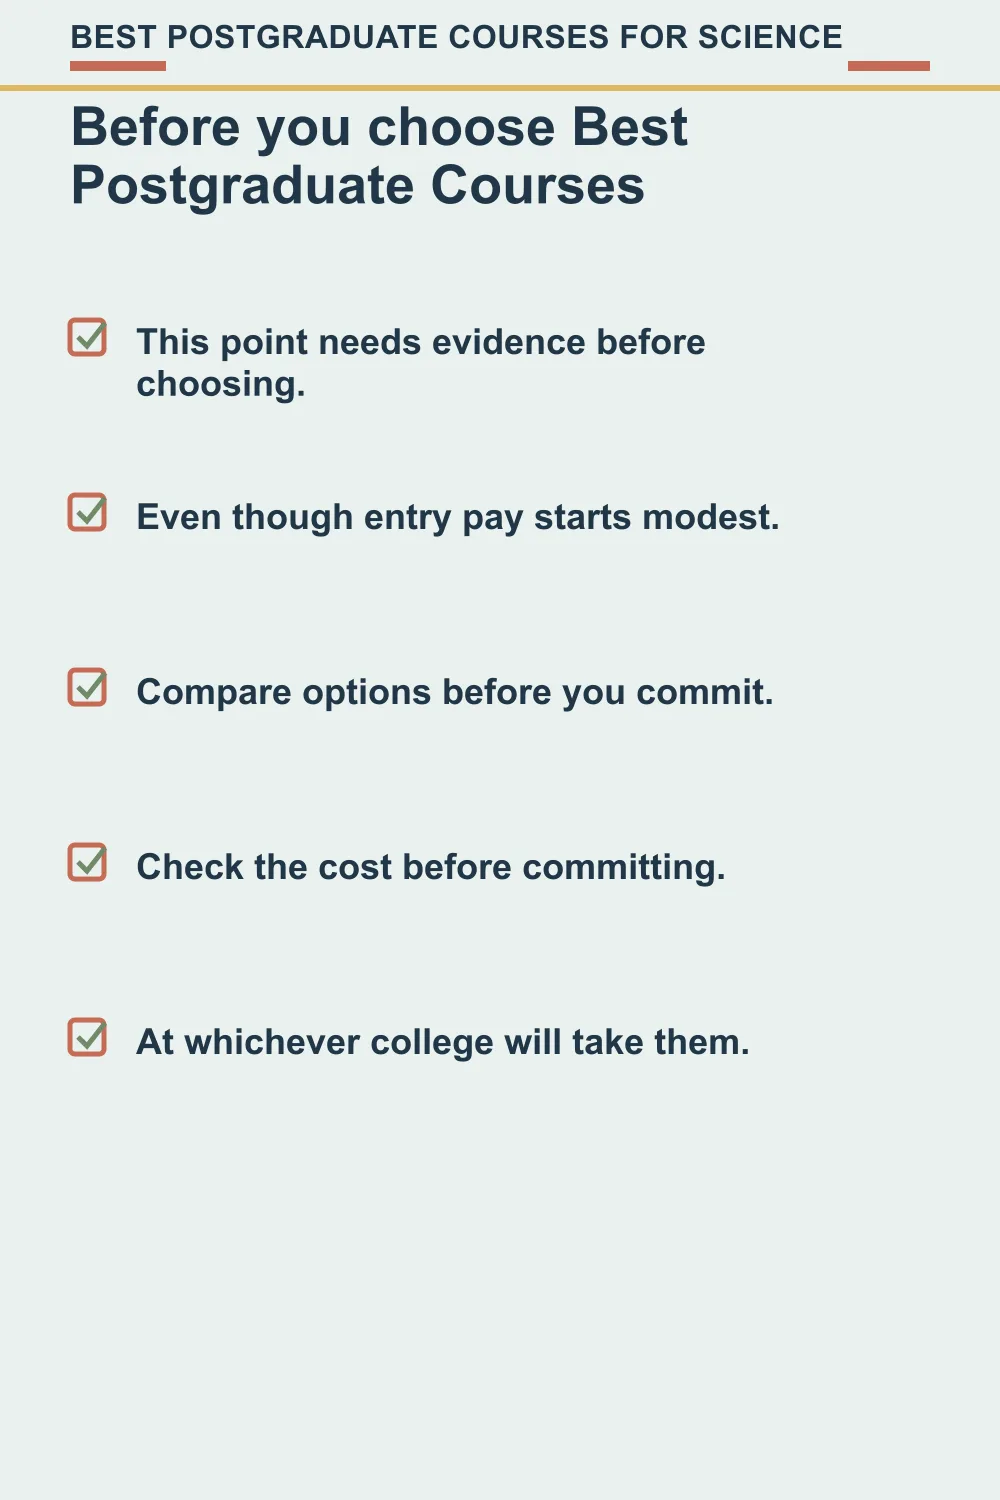 BEST POSTGRADUATE COURSES FOR SCIENCE
Before you choose Best
Postgraduate Courses
This point needs evidence before
choosing.
Even though entry pay starts modest.
Compare options before you commit.
Check the cost before committing.
At whichever college will take them.